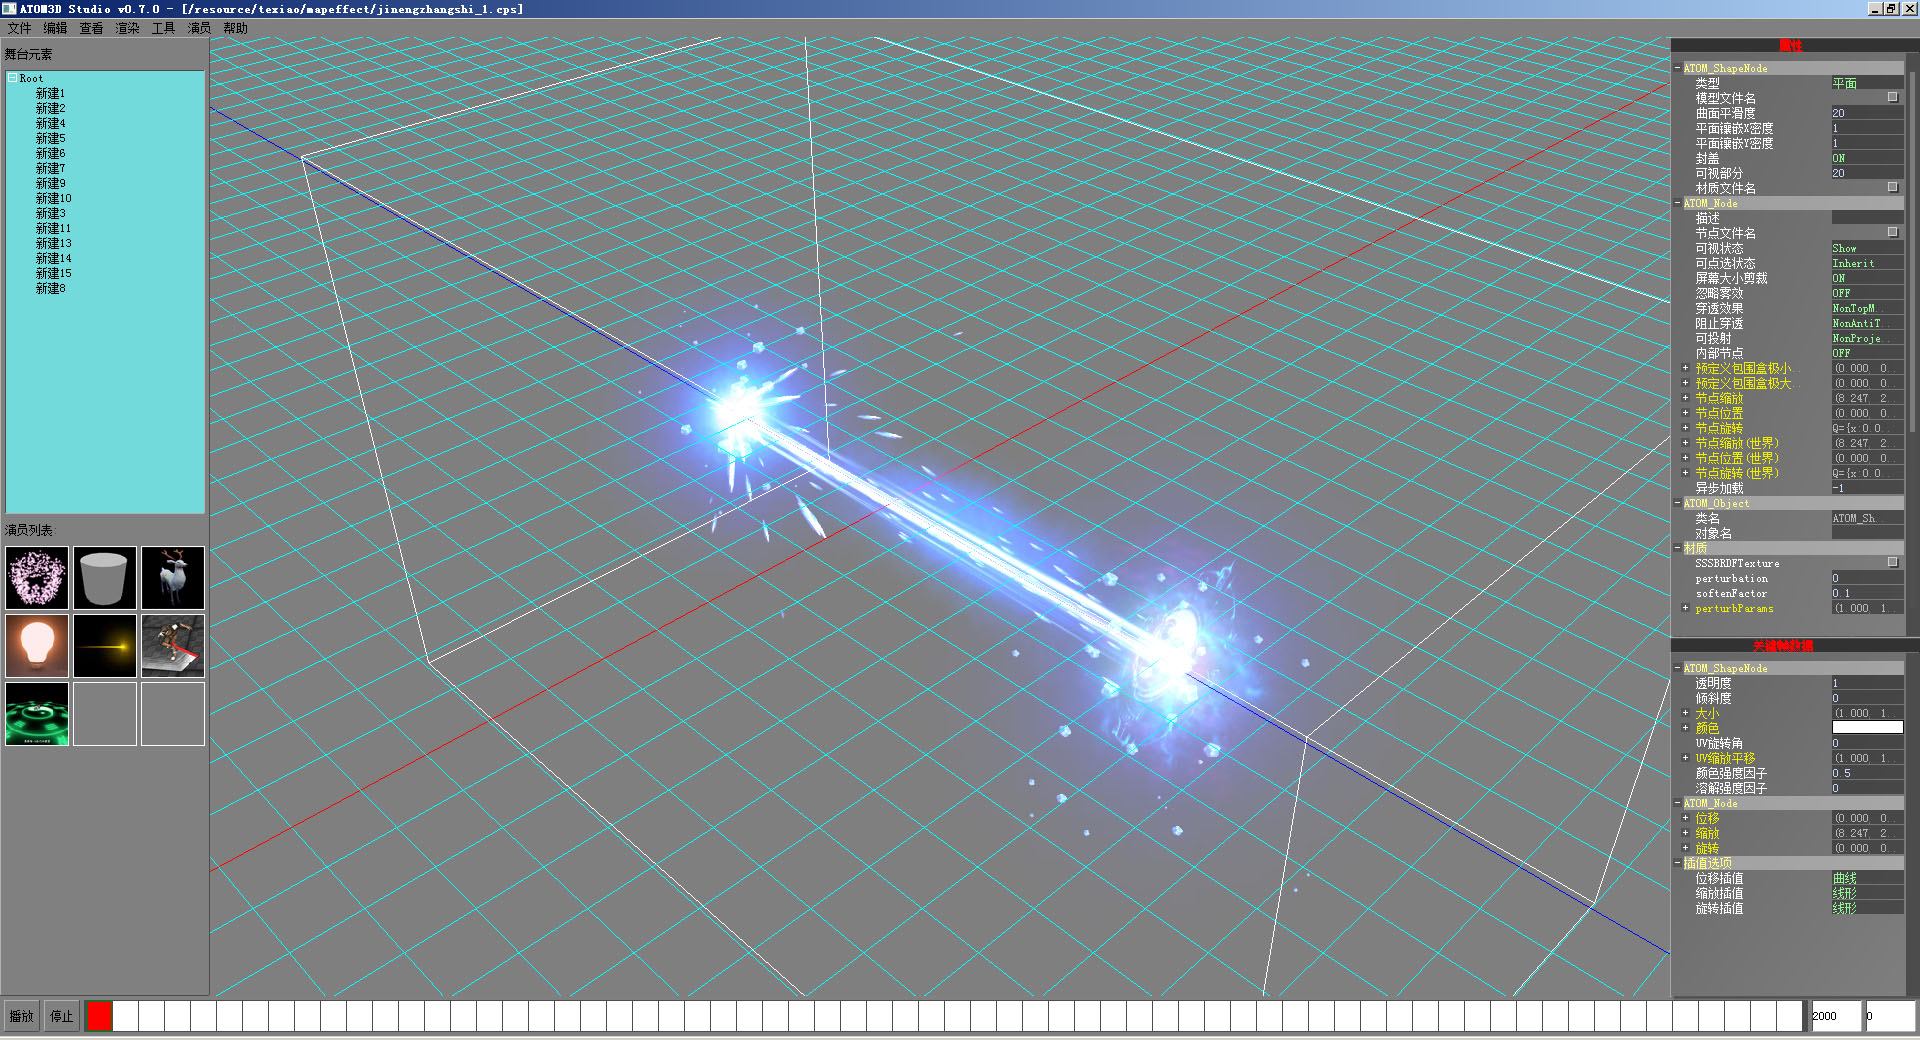 ATOM3D Studio v0.7.0 - [/resource/texiao/mapeffect/jinengzhangshi_1.cps]
文件 编辑 查看 渲染 工具 演员 帮助
舞台元素
Root
新建1
新建2
新建4
新建5
新建6
新建7
新建9
新建10
新建3
新建11
新建13
新建14
新建15
新建8
演员列表:
属性
ATOM_ShapeNode
类型 平面
模型文件名
曲面平滑度 20
平面镶嵌X密度 1
平面镶嵌Y密度 1
封盖 ON
可视部分 20
材质文件名
ATOM_Node
描述
节点文件名
可视状态 Show
可点选状态 Inherit
屏幕大小剪裁 ON
忽略雾效 OFF
穿透效果 NonTopM..
阻止穿透 NonAntiT..
可投射 NonProje..
内部节点 OFF
预定义包围盒极小.. (0.000, 0...
预定义包围盒极大.. (0.000, 0...
节点缩放 (8.247, 2...
节点位置 (0.000, 0...
节点旋转 Q={x:0.0...
节点缩放(世界) (8.247, 2...
节点位置(世界) (0.000, 0...
节点旋转(世界) Q={x:0.0...
异步加载 -1
ATOM_Object
类名 ATOM_Sh...
对象名
材质
SSSBRDFTexture
perturbation 0
softenFactor 0.1
perturbParams (1.000, 1...
关键帧数据
ATOM_ShapeNode
透明度 1
倾斜度 0
大小 (1.000, 1...
颜色
UV旋转角 0
UV缩放平移 (1.000, 1...
颜色强度因子 0.5
溶解强度因子 0
ATOM_Node
位移 (0.000, 0...
缩放 (8.247, 2...
旋转 (0.000, 0...
插值选项
位移插值 曲线
缩放插值 线形
旋转插值 线形
播放 停止 2000 0